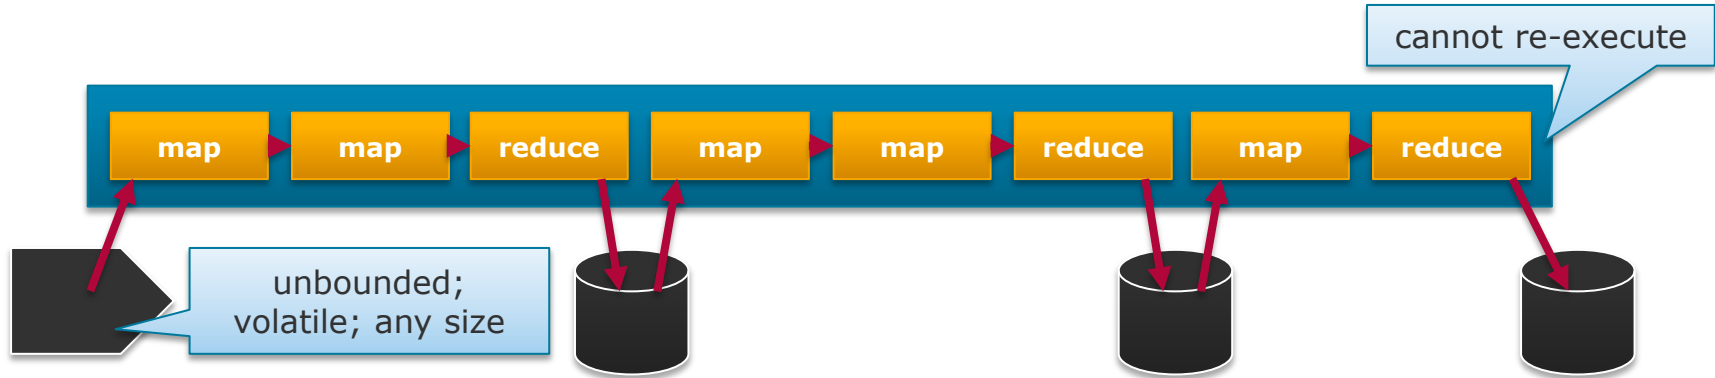 cannot re-execute
map
map
reduce
map
map
reduce
map
reduce
unbounded;
volatile; any size